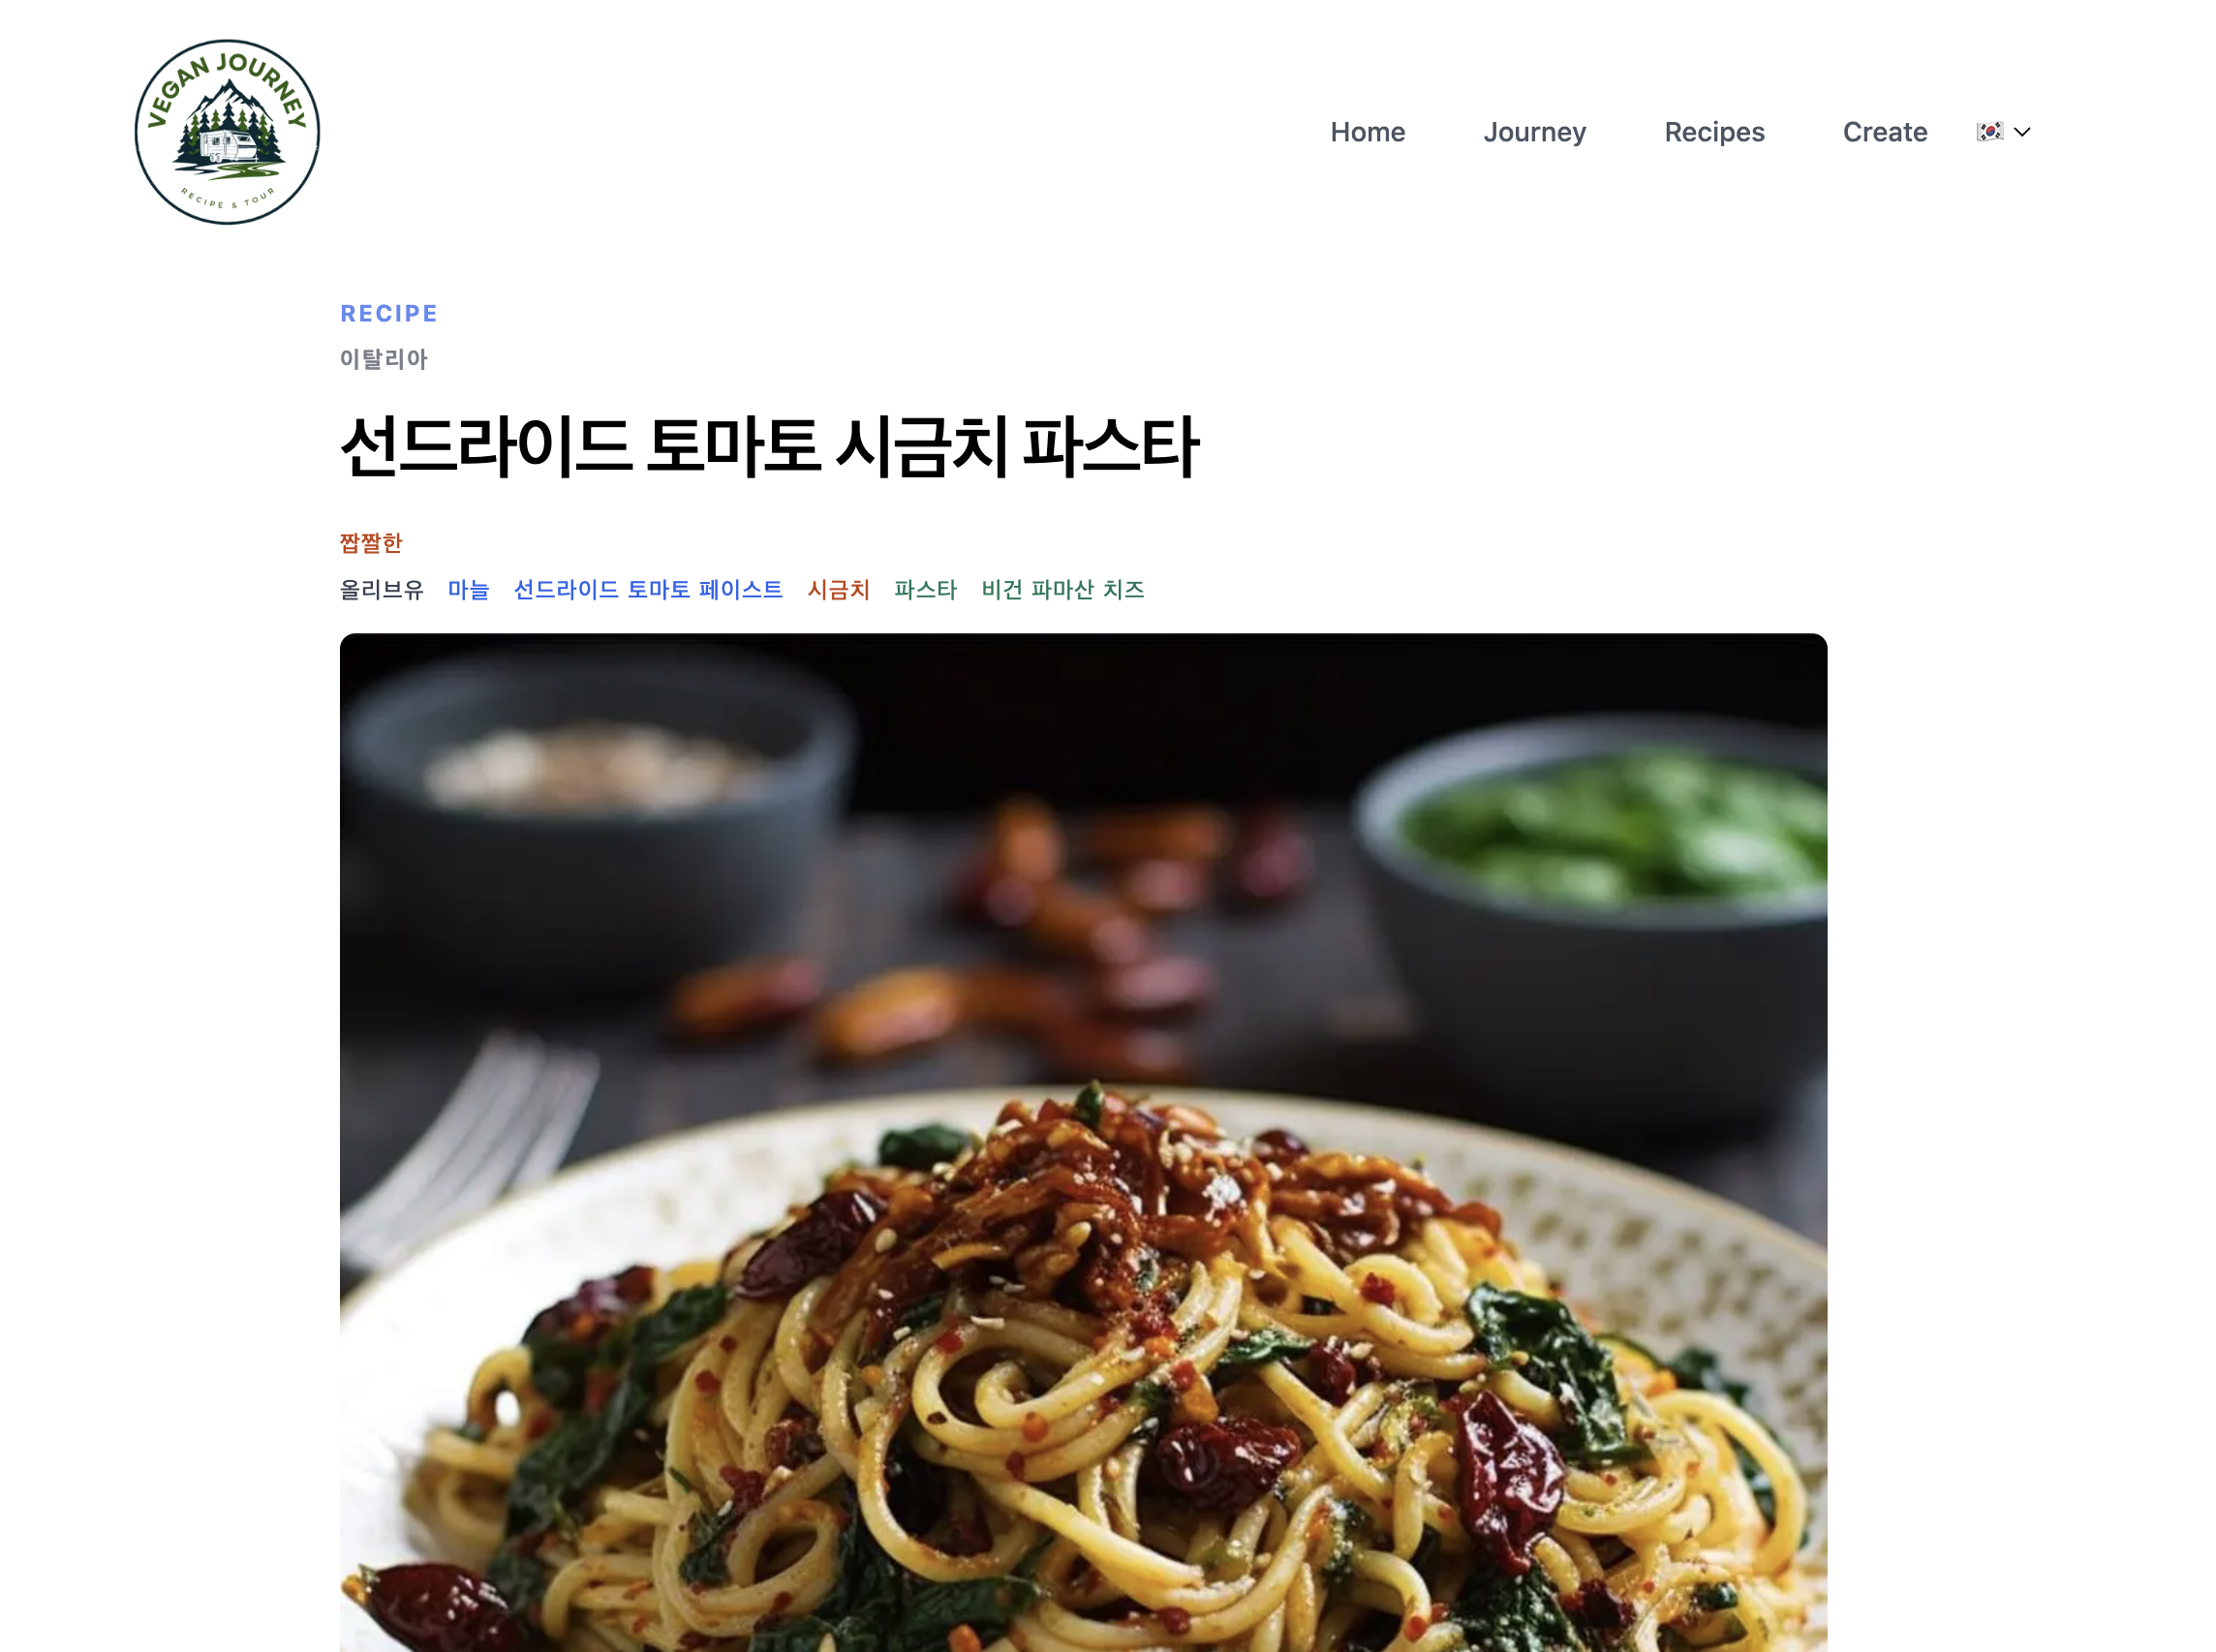 VEGAN JOURNEY
RECIPE & TOUR
Home Journey Recipes Create
RECIPE
이탈리아
선드라이드 토마토 시금치 파스타
짭짤한
올리브유 마늘 선드라이드 토마토 페이스트 시금치 파스타 비건 파마산 치즈